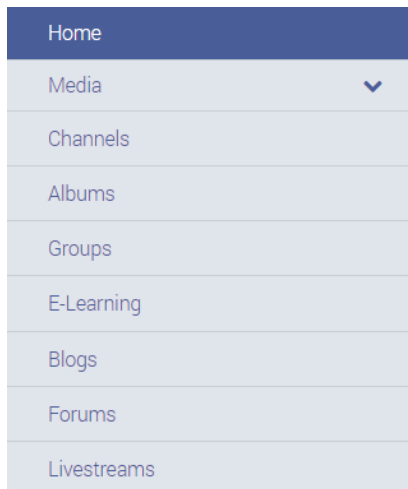 Home
Media
Channels
Albums
Groups
E-Learning
Blogs
Forums
Livestreams